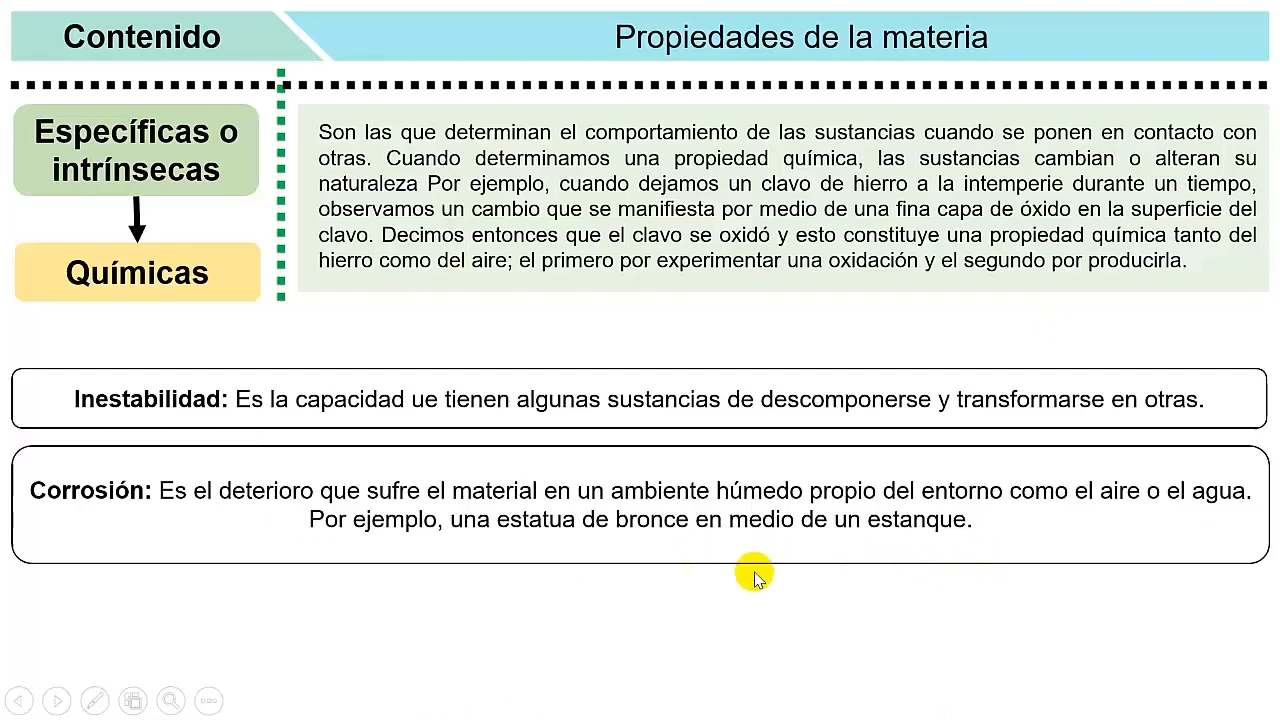 Contenido
Propiedades de la materia
Específicas o
intrínsecas
Químicas
Son las que determinan el comportamiento de las sustancias cuando se ponen en contacto con
otras. Cuando determinamos una propiedad química, las sustancias cambian o alteran su
naturaleza Por ejemplo, cuando dejamos un clavo de hierro a la intemperie durante un tiempo,
observamos un cambio que se manifiesta por medio de una fina capa de óxido en la superficie del
clavo. Decimos entonces que el clavo se oxidó y esto constituye una propiedad química tanto del
hierro como del aire; el primero por experimentar una oxidación y el segundo por producirla.
Inestabilidad: Es la capacidad ue tienen algunas sustancias de descomponerse y transformarse en otras.
Corrosión: Es el deterioro que sufre el material en un ambiente húmedo propio del entorno como el aire o el agua.
Por ejemplo, una estatua de bronce en medio de un estanque.